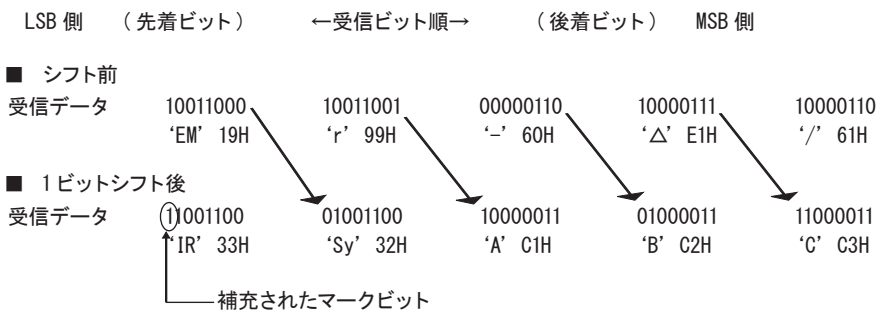 LSB 側 (先着ビット) ←受信ビット順→ (後着ビット) MSB 側
■ シフト前
受信データ 10011000 10011001 00000110 10000111 10000110
‘EM’ 19H ‘r’ 99H ‘-’ 60H ‘△’ E1H ‘/’ 61H
■ 1ビットシフト後
受信データ 11001100 01001100 10000011 01000011 11000011
‘IR’ 33H ‘Sy’ 32H ‘A’ C1H ‘B’ C2H ‘C’ C3H
補充されたマークビット